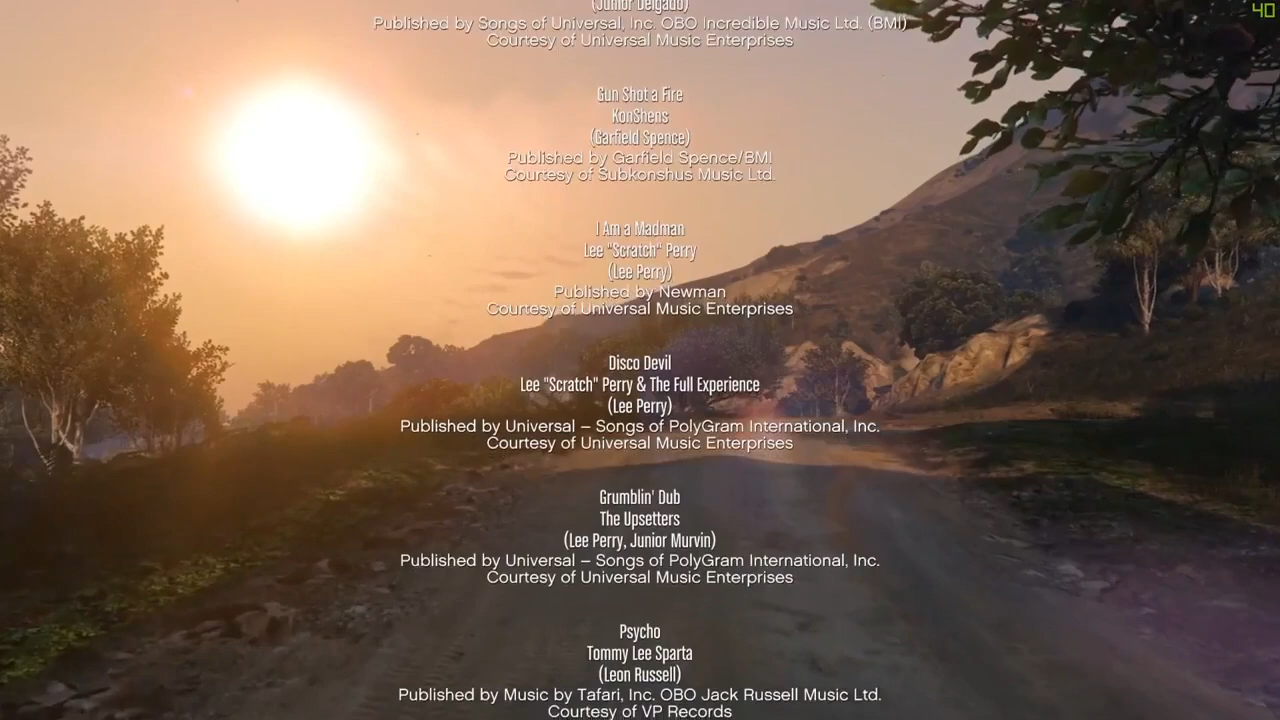 (Junior Delgado)
Published by Songs of Universal, Inc. OBO Incredible Music Ltd. (BMI)
Courtesy of Universal Music Enterprises
40
Gun Shot a Fire
KonShens
(Garfield Spence)
Published by Garfield Spence/BMI
Courtesy of Subkonshus Music Ltd.
I Am a Madman
Lee "Scratch" Perry
(Lee Perry)
Published by Newman
Courtesy of Universal Music Enterprises
Disco Devil
Lee "Scratch" Perry & The Full Experience
(Lee Perry)
Published by Universal – Songs of PolyGram International, Inc.
Courtesy of Universal Music Enterprises
Grumblin' Dub
The Upsetters
(Lee Perry, Junior Murvin)
Published by Universal – Songs of PolyGram International, Inc.
Courtesy of Universal Music Enterprises
Psycho
Tommy Lee Sparta
(Leon Russell)
Published by Music by Tafari, Inc. OBO Jack Russell Music Ltd.
Courtesy of VP Records